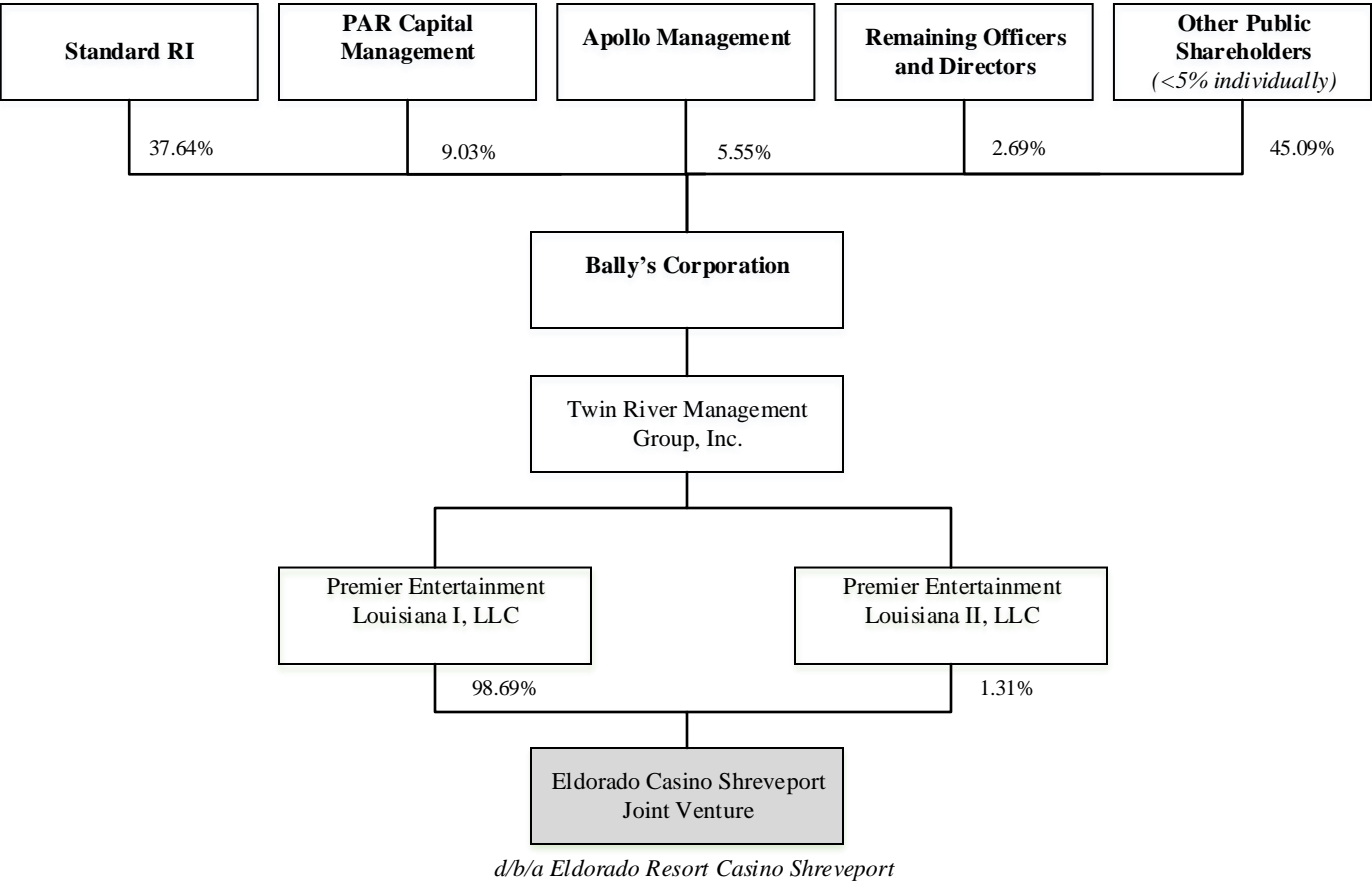 Standard RI
PAR Capital
Management
Apollo Management
Remaining Officers
and Directors
Other Public
Shareholders
(<5% individually)
37.64%
9.03%
5.55%
2.69%
45.09%
Bally's Corporation
Twin River Management
Group, Inc.
Premier Entertainment
Louisiana I, LLC
Premier Entertainment
Louisiana II, LLC
98.69%
1.31%
Eldorado Casino Shreveport
Joint Venture
d/b/a Eldorado Resort Casino Shreveport